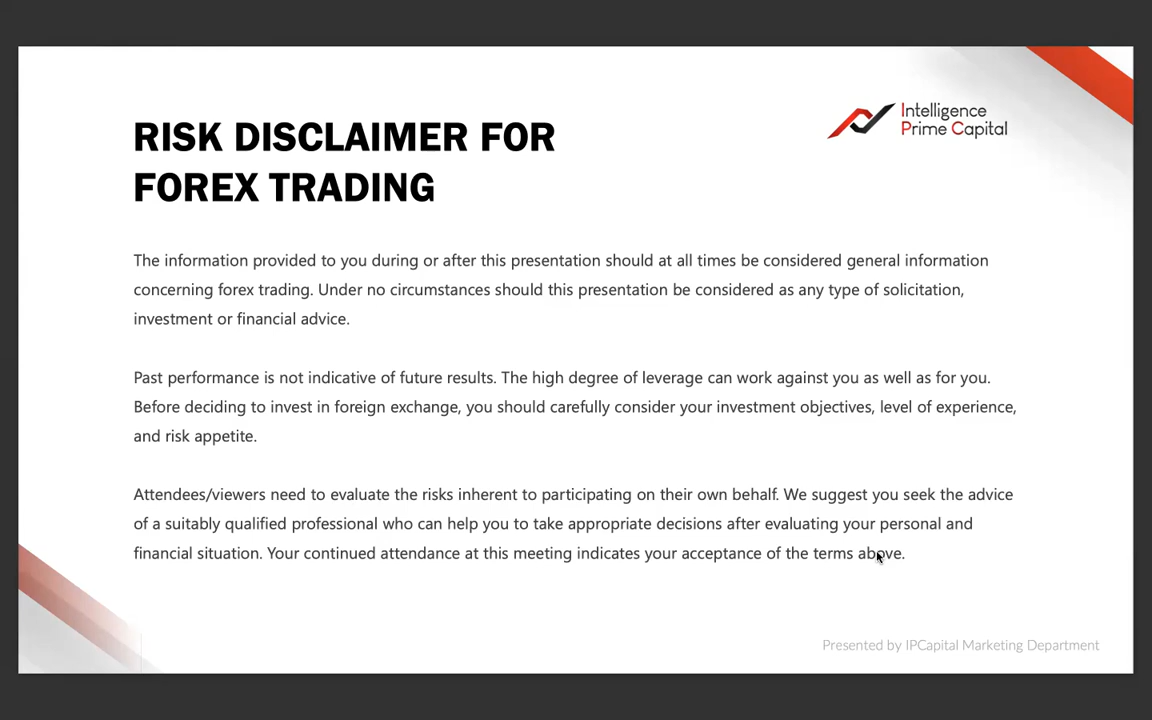 RISK DISCLAIMER FOR
FOREX TRADING
Intelligence
Prime Capital
The information provided to you during or after this presentation should at all times be considered general information
concerning forex trading. Under no circumstances should this presentation be considered as any type of solicitation,
investment or financial advice.
Past performance is not indicative of future results. The high degree of leverage can work against you as well as for you.
Before deciding to invest in foreign exchange, you should carefully consider your investment objectives, level of experience,
and risk appetite.
Attendees/viewers need to evaluate the risks inherent to participating on their own behalf. We suggest you seek the advice
of a suitably qualified professional who can help you to take appropriate decisions after evaluating your personal and
financial situation. Your continued attendance at this meeting indicates your acceptance of the terms above.
Presented by IPCapital Marketing Department